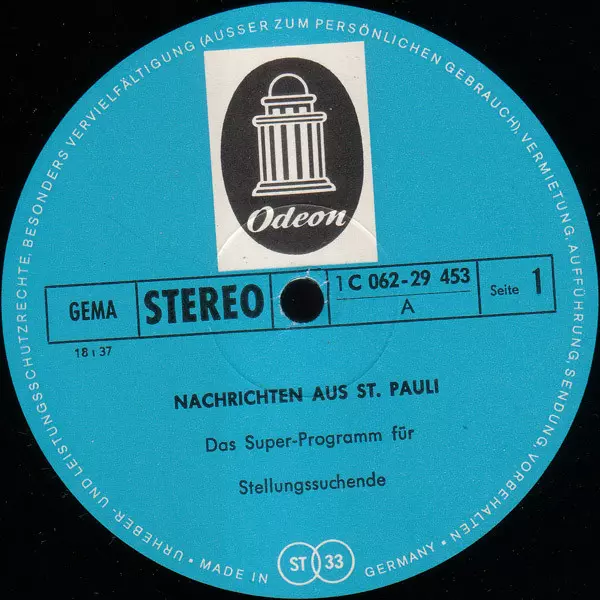 URHEBER- UND LEISTUNGSSCHUTZRECHTE, BESONDERS VERVIELFÄLTIGUNG (AUSSER ZUM PERSÖNLICHEN GEBRAUCH), VERMIETUNG, AUFFÜHRUNG, SENDUNG, VORBEHALTEN •
Odeon
GEMA STEREO 1 C 062-29 453 Seite 1
A
18 : 37
NACHRICHTEN AUS ST. PAULI
Das Super-Programm für
Stellungssuchende
• MADE IN ST 33 GERMANY •